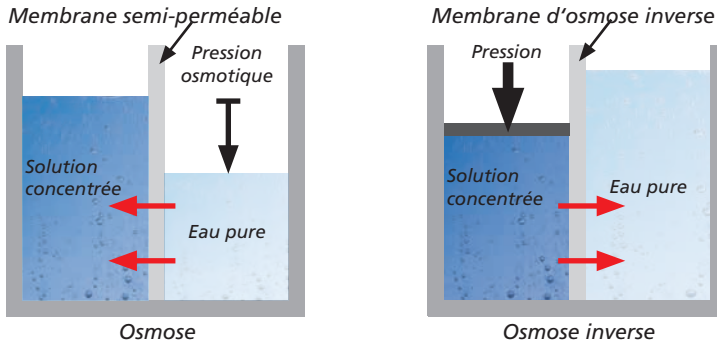 Membrane semi-perméable
Pression
osmotique
Solution
concentrée
Eau pure
Osmose
Membrane d‘osmose inverse
Pression
Solution
concentrée
Eau pure
Osmose inverse